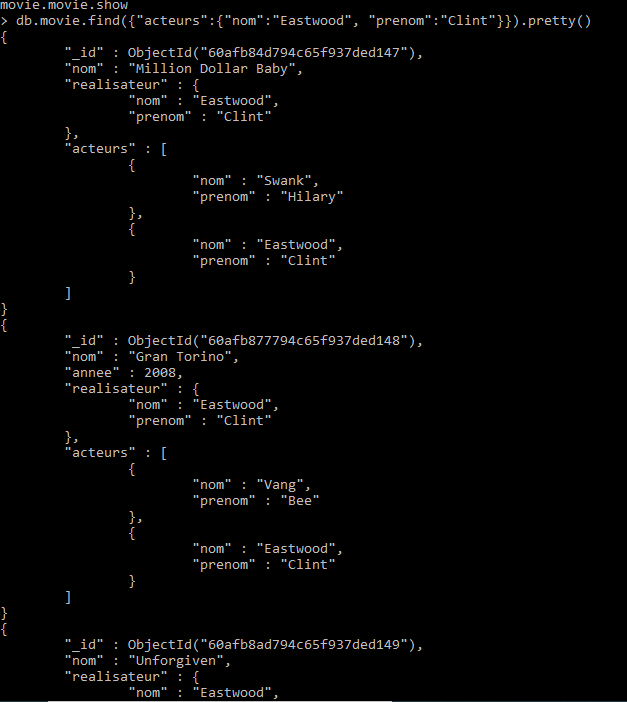 movie.movie.show
> db.movie.find({"acteurs":{"nom":"Eastwood", "prenom":"Clint"}}).pretty()
{
"_id" : ObjectId("60afb84d794c65f937ded147"),
"nom" : "Million Dollar Baby",
"realisateur" : {
"nom" : "Eastwood",
"prenom" : "Clint"
},
"acteurs" : [
{
"nom" : "Swank",
"prenom" : "Hilary"
},
{
"nom" : "Eastwood",
"prenom" : "Clint"
}
]
}
{
"_id" : ObjectId("60afb877794c65f937ded148"),
"nom" : "Gran Torino",
"annee" : 2008,
"realisateur" : {
"nom" : "Eastwood",
"prenom" : "Clint"
},
"acteurs" : [
{
"nom" : "Vang",
"prenom" : "Bee"
},
{
"nom" : "Eastwood",
"prenom" : "Clint"
}
]
}
{
"_id" : ObjectId("60afb8ad794c65f937ded149"),
"nom" : "Unforgiven",
"realisateur" : {
"nom" : "Eastwood",